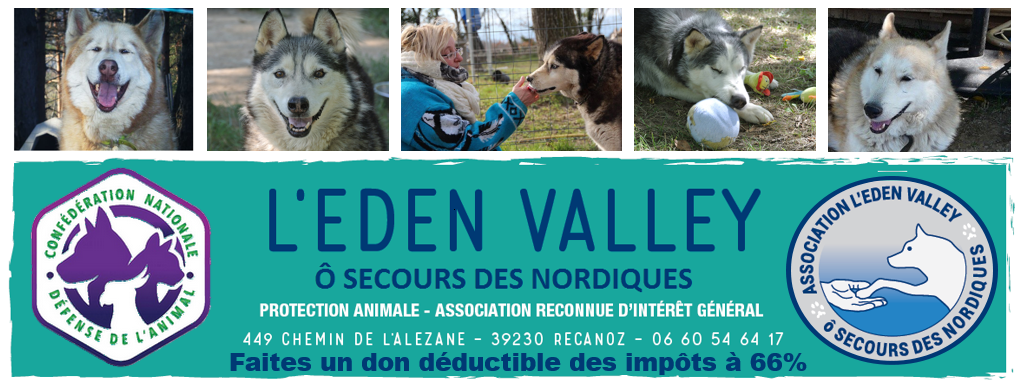 CONFÉDÉRATION NATIONALE
DÉFENSE DE L'ANIMAL
L'EDEN VALLEY
Ô SECOURS DES NORDIQUES
PROTECTION ANIMALE - ASSOCIATION RECONNUE D'INTÉRÊT GÉNÉRAL
449 CHEMIN DE L'ALEZANE - 39230 RECANOZ - 06 60 54 64 17
Faites un don déductible des impôts à 66%
ASSOCIATION L'EDEN VALLEY
Ô SECOURS DES NORDIQUES